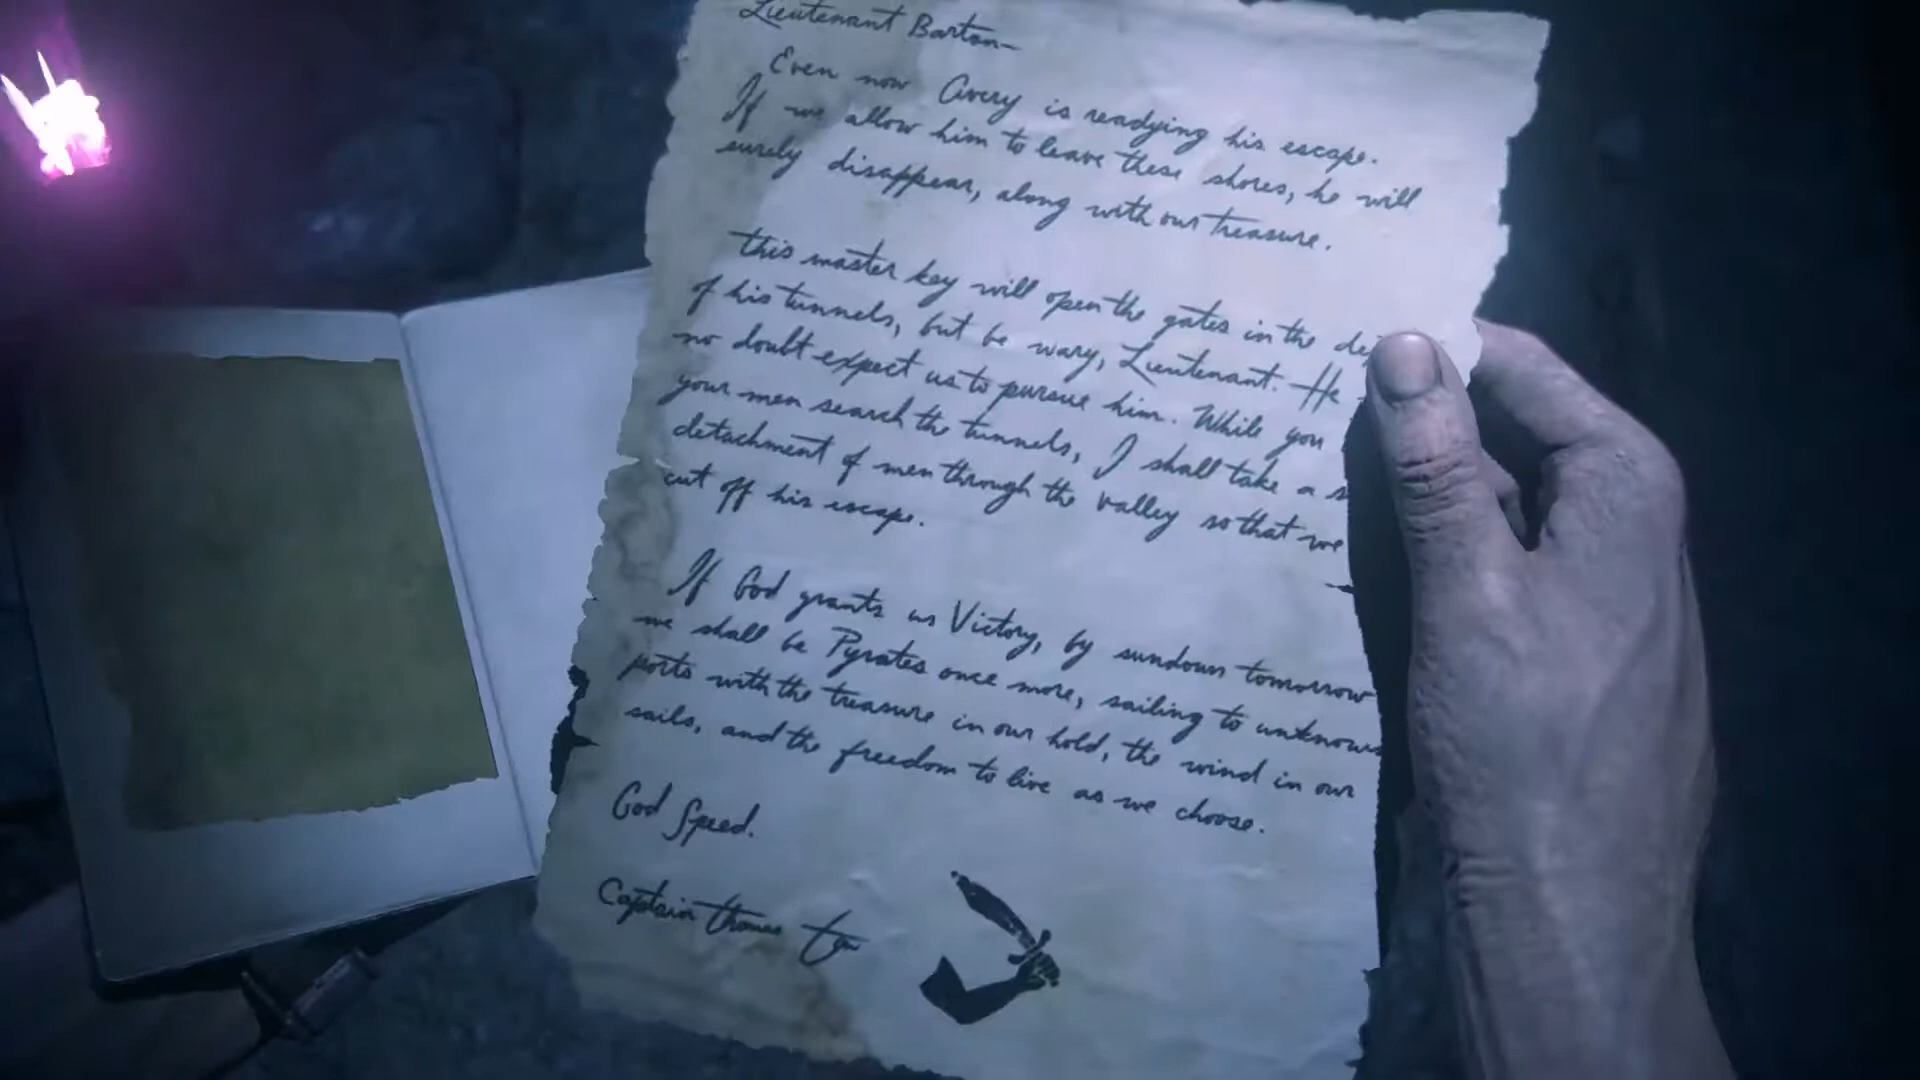 Lieutenant Barton—
Even now Avery is readying his escape.
If we allow him to leave these shores, he will
surely disappear, along with our treasure.
This master key will open the gates in the
of his tunnels, but be wary, Lieutenant. He
no doubt expect us to pursue him. While you
your men search the tunnels, I shall take a
detachment of men through the valley so that we
cut off his escape.
If God grants us Victory, by sundown tomorrow
we shall be Pyrates once more, sailing to unknown
ports with the treasure in our hold, the wind in our
sails, and the freedom to live as we choose.
God Speed.
Captain Thomas Tew